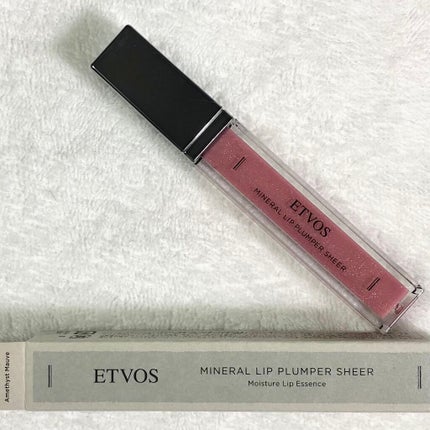 ETVOS
MINERAL LIP PLUMPER SHEER
Amethyst Mauve
ETVOS
MINERAL LIP PLUMPER SHEER
Moisture Lip Essence